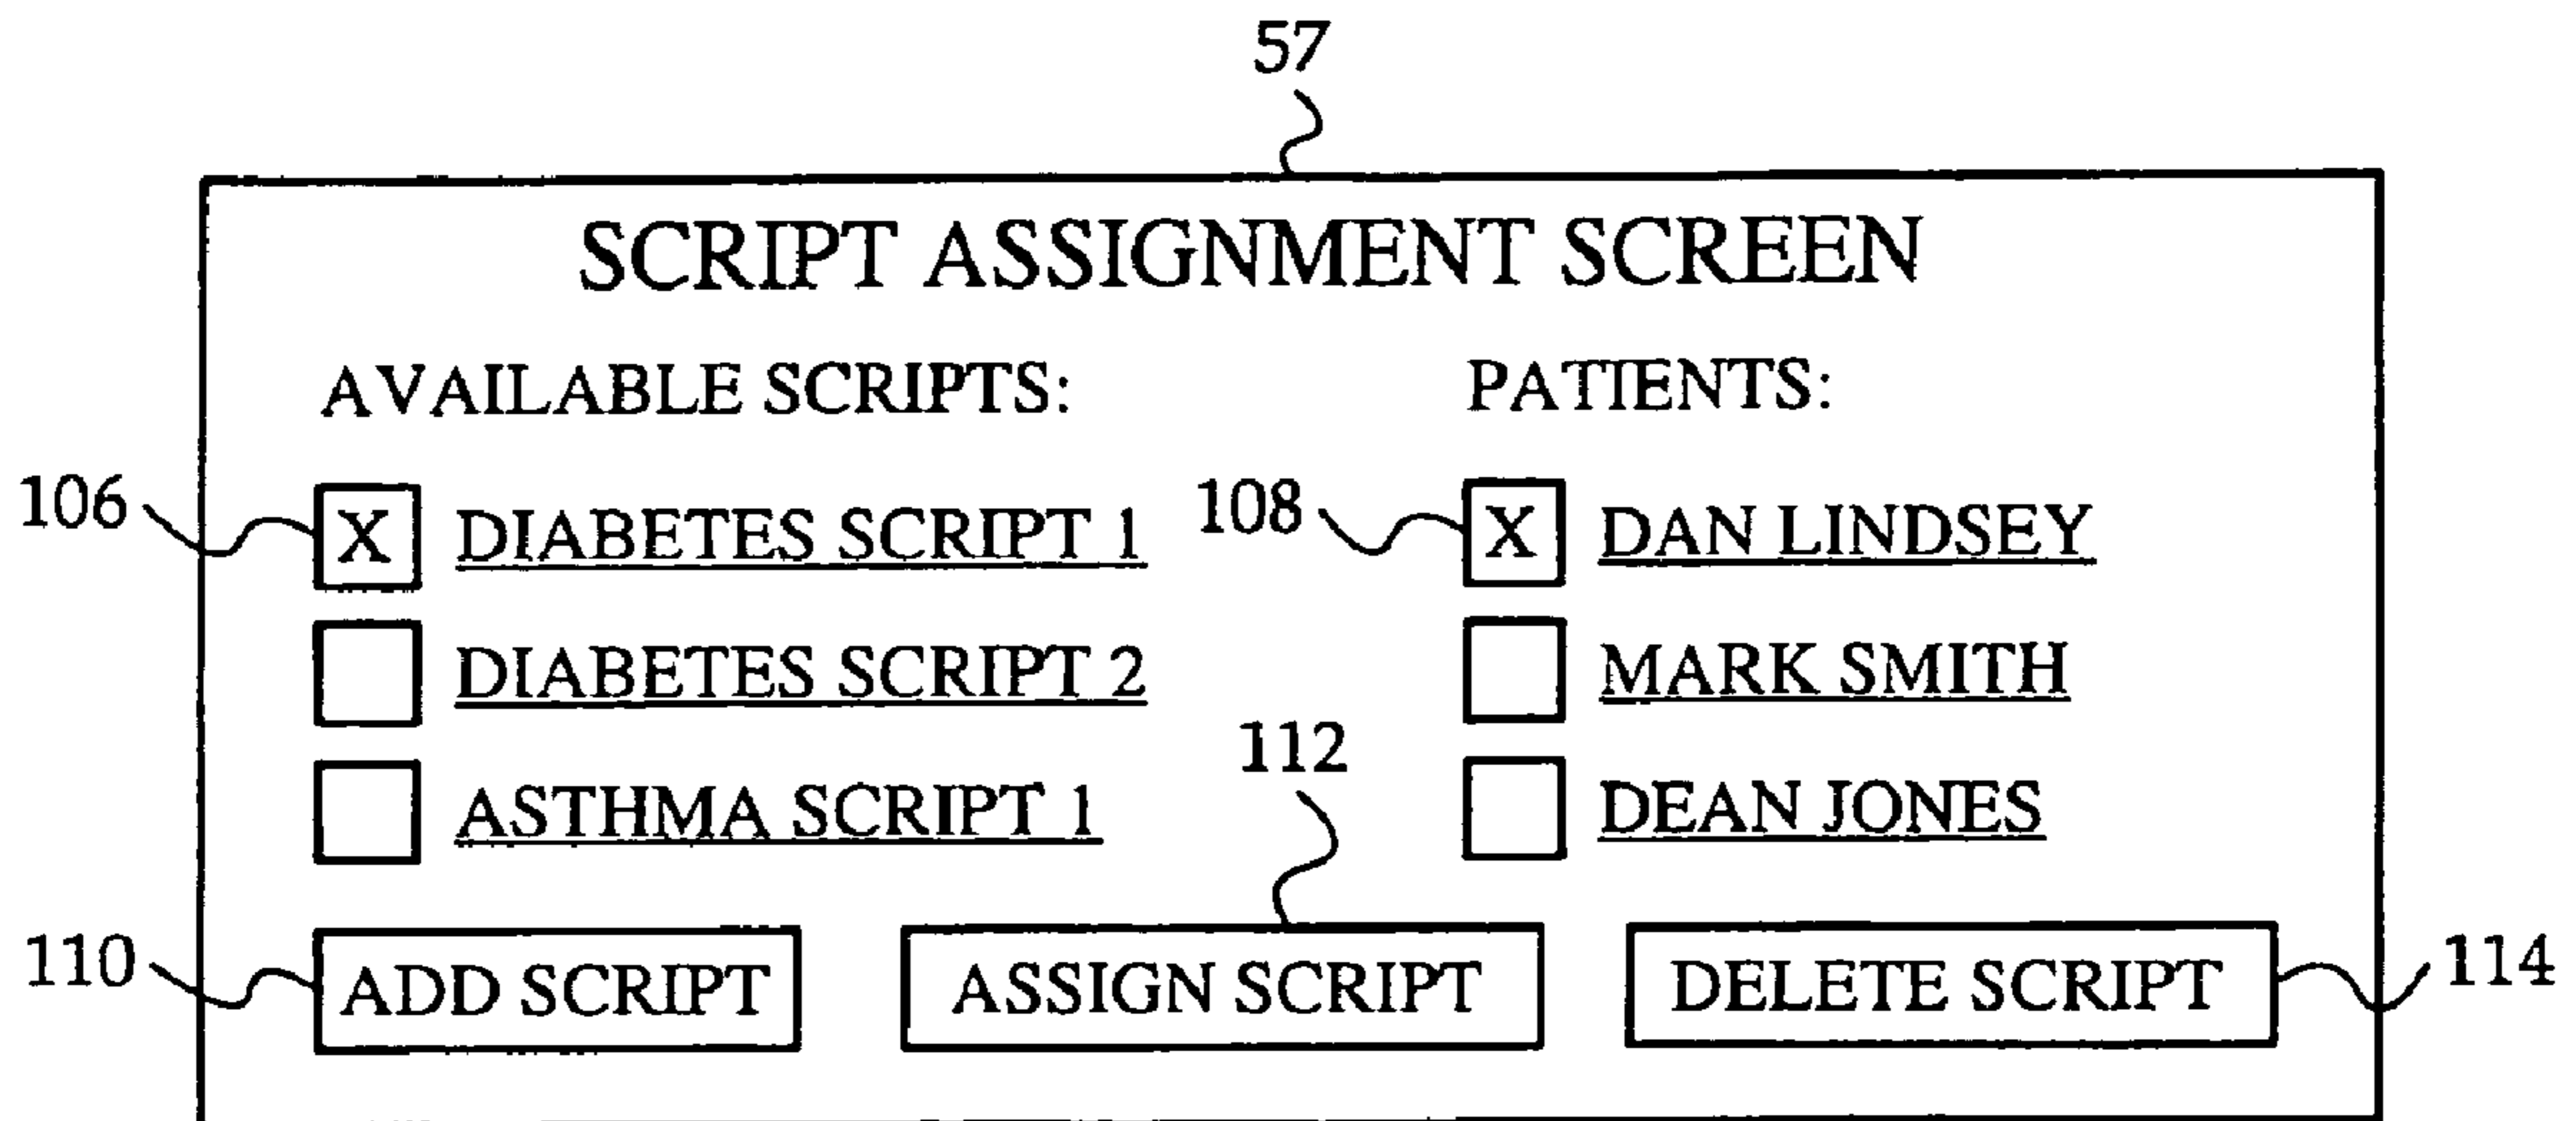 57
SCRIPT ASSIGNMENT SCREEN
AVAILABLE SCRIPTS: PATIENTS:
106 X DIABETES SCRIPT 1 108 X DAN LINDSEY
DIABETES SCRIPT 2 MARK SMITH
112
ASTHMA SCRIPT 1 DEAN JONES
110 ADD SCRIPT ASSIGN SCRIPT DELETE SCRIPT 114